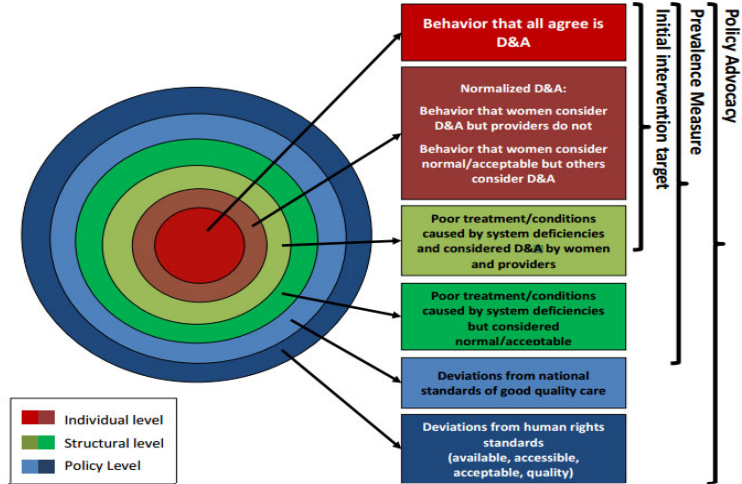 Behavior that all agree is
D&A
Normalized D&A:
Behavior that women consider
D&A but providers do not
Behavior that women consider
normal/acceptable but others
consider D&A
Poor treatment/conditions
caused by system deficiencies
and considered D&A by women
and providers
Poor treatment/conditions
caused by system deficiencies
but considered
normal/acceptable
Deviations from national
standards of good quality care
Deviations from human rights
standards
(available, accessible,
acceptable, quality)
Initial intervention target
Prevalence Measure
Policy Advocacy
Individual level
Structural level
Policy Level